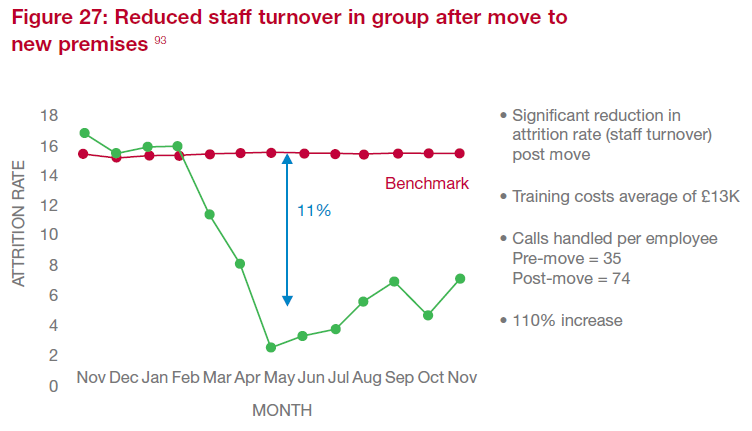 Figure 27: Reduced staff turnover in group after move to
new premises 93
18
16
14
12
10
8
6
4
2
0
ATTRITION RATE
Benchmark
11%
Nov Dec Jan Feb Mar Apr May Jun Jul Aug Sep Oct Nov
MONTH
• Significant reduction in
attrition rate (staff turnover)
post move
• Training costs average of £13K
• Calls handled per employee
Pre-move = 35
Post-move = 74
• 110% increase